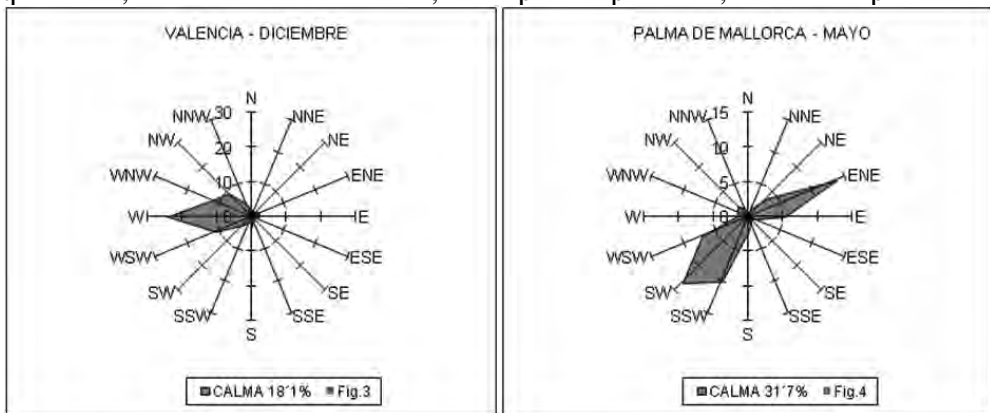 VALENCIA - DICIEMBRE
N
NNW 30 NNE
NW 20 NE
WNW 10 ENE
W 0 E
WSW ESE
SW SE
SSW SSE
S
CALMA 18´1% Fig.3
PALMA DE MALLORCA - MAYO
N
NNW 15 NNE
NW 10 NE
WNW 5 ENE
W 0 E
WSW ESE
SW SE
SSW SSE
S
CALMA 31´7% Fig.4